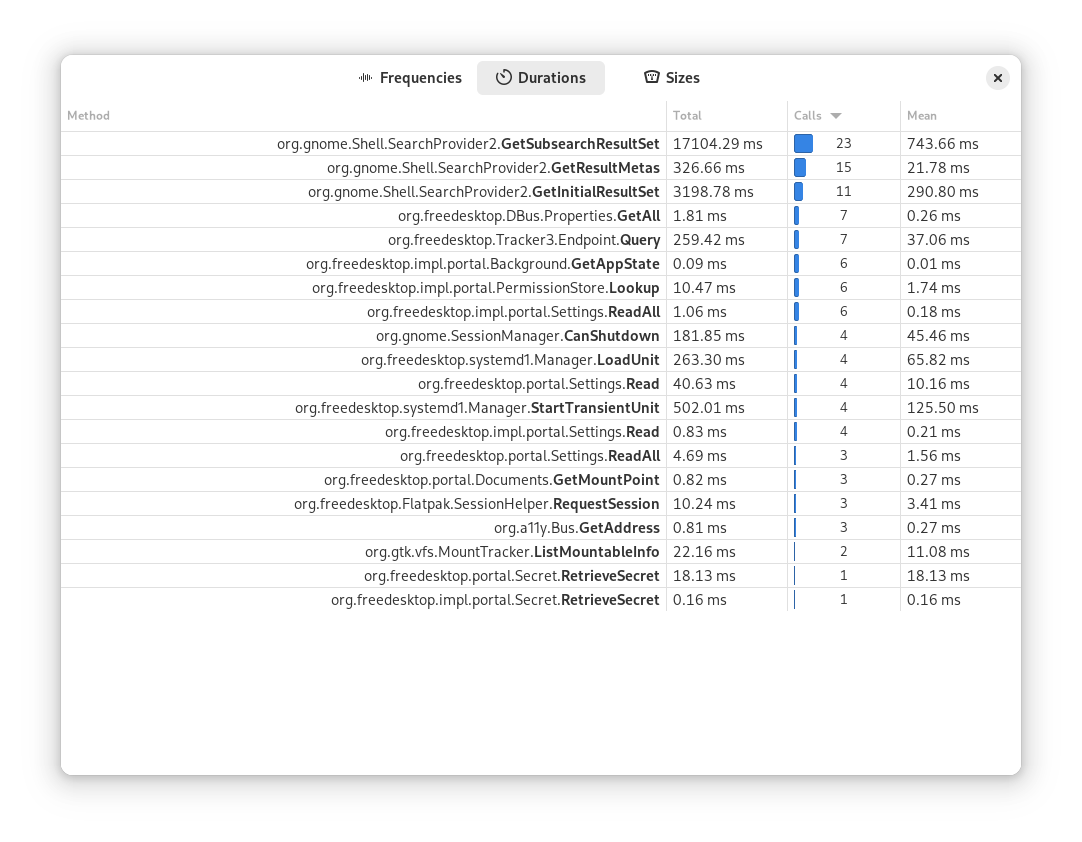 Frequencies Durations Sizes
Method Total Calls Mean
org.gnome.Shell.SearchProvider2.GetSubsearchResultSet 17104.29 ms 23 743.66 ms
org.gnome.Shell.SearchProvider2.GetResultMetas 326.66 ms 15 21.78 ms
org.gnome.Shell.SearchProvider2.GetInitialResultSet 3198.78 ms 11 290.80 ms
org.freedesktop.DBus.Properties.GetAll 1.81 ms 7 0.26 ms
org.freedesktop.Tracker3.Endpoint.Query 259.42 ms 7 37.06 ms
org.freedesktop.impl.portal.Background.GetAppState 0.09 ms 6 0.01 ms
org.freedesktop.impl.portal.PermissionStore.Lookup 10.47 ms 6 1.74 ms
org.freedesktop.impl.portal.Settings.ReadAll 1.06 ms 6 0.18 ms
org.gnome.SessionManager.CanShutdown 181.85 ms 4 45.46 ms
org.freedesktop.systemd1.Manager.LoadUnit 263.30 ms 4 65.82 ms
org.freedesktop.portal.Settings.Read 40.63 ms 4 10.16 ms
org.freedesktop.systemd1.Manager.StartTransientUnit 502.01 ms 4 125.50 ms
org.freedesktop.impl.portal.Settings.Read 0.83 ms 4 0.21 ms
org.freedesktop.portal.Settings.ReadAll 4.69 ms 3 1.56 ms
org.freedesktop.portal.Documents.GetMountPoint 0.82 ms 3 0.27 ms
org.freedesktop.Flatpak.SessionHelper.RequestSession 10.24 ms 3 3.41 ms
org.a11y.Bus.GetAddress 0.81 ms 3 0.27 ms
org.gtk.vfs.MountTracker.ListMountableInfo 22.16 ms 2 11.08 ms
org.freedesktop.portal.Secret.RetrieveSecret 18.13 ms 1 18.13 ms
org.freedesktop.impl.portal.Secret.RetrieveSecret 0.16 ms 1 0.16 ms